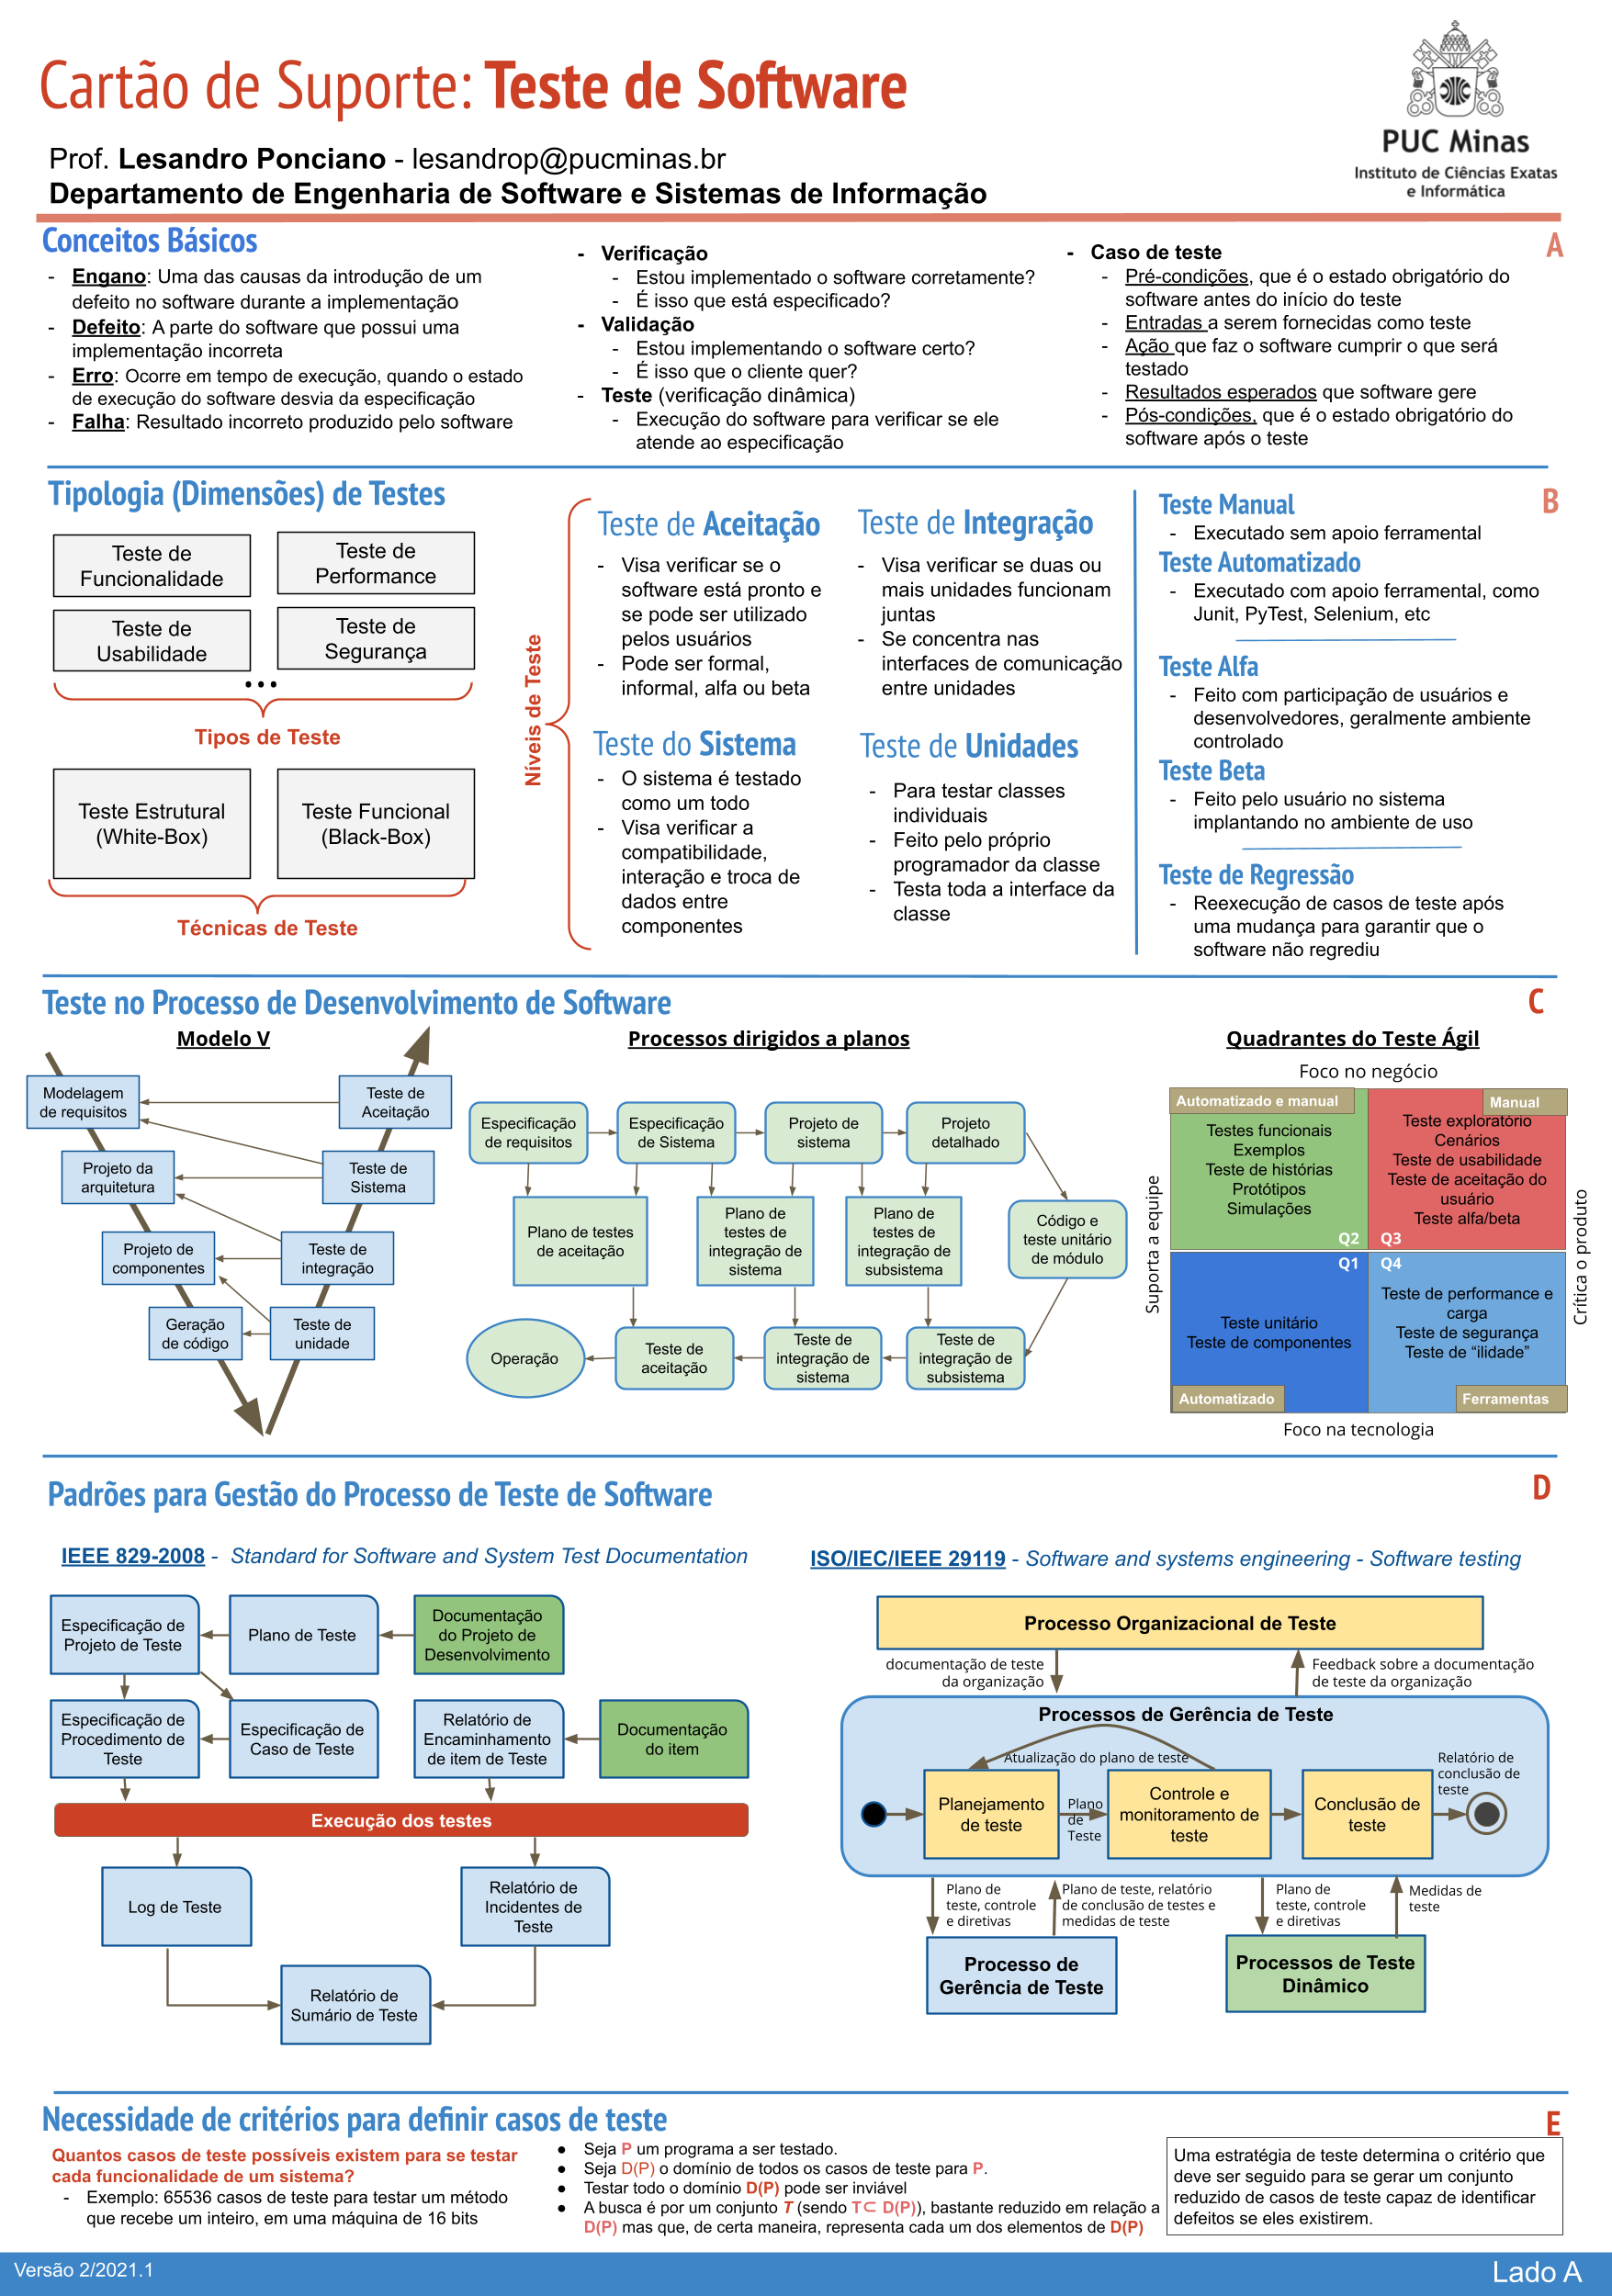 Cartão de Suporte: Teste de Software
Prof. Lesandro Ponciano - lesandrop@pucminas.br
Departamento de Engenharia de Software e Sistemas de Informação
PUC Minas
Instituto de Ciências Exatas
e Informática
Conceitos Básicos
A
- Engano: Uma das causas da introdução de um
defeito no software durante a implementação
- Defeito: A parte do software que possui uma
implementação incorreta
- Erro: Ocorre em tempo de execução, quando o estado
de execução do software desvia da especificação
- Falha: Resultado incorreto produzido pelo software
- Verificação
- Estou implementado o software corretamente?
- É isso que está especificado?
- Validação
- Estou implementando o software certo?
- É isso que o cliente quer?
- Teste (verificação dinâmica)
- Execução do software para verificar se ele
atende ao especificação
- Caso de teste
- Pré-condições, que é o estado obrigatório do
software antes do início do teste
- Entradas a serem fornecidas como teste
- Ação que faz o software cumprir o que será
testado
- Resultados esperados que software gere
- Pós-condições, que é o estado obrigatório do
software após o teste
Tipologia (Dimensões) de Testes
B
Teste de
Funcionalidade
Teste de
Performance
Teste de
Usabilidade
Teste de
Segurança
...
Tipos de Teste
Teste Estrutural
(White-Box)
Teste Funcional
(Black-Box)
Técnicas de Teste
Níveis de Teste
Teste de Aceitação
- Visa verificar se o
software está pronto e
se pode ser utilizado
pelos usuários
- Pode ser formal,
informal, alfa ou beta
Teste de Integração
- Visa verificar se duas ou
mais unidades funcionam
juntas
- Se concentra nas
interfaces de comunicação
entre unidades
Teste do Sistema
- O sistema é testado
como um todo
- Visa verificar a
compatibilidade,
interação e troca de
dados entre
componentes
Teste de Unidades
- Para testar classes
individuais
- Feito pelo próprio
programador da classe
- Testa toda a interface da
classe
Teste Manual
- Executado sem apoio ferramental
Teste Automatizado
- Executado com apoio ferramental, como
Junit, PyTest, Selenium, etc
Teste Alfa
- Feito com participação de usuários e
desenvolvedores, geralmente ambiente
controlado
Teste Beta
- Feito pelo usuário no sistema
implantando no ambiente de uso
Teste de Regressão
- Reexecução de casos de teste após
uma mudança para garantir que o
software não regrediu
Teste no Processo de Desenvolvimento de Software
C
Modelo V
Modelagem
de requisitos
Teste de
Aceitação
Projeto da
arquitetura
Teste de
Sistema
Projeto de
componentes
Teste de
integração
Geração
de código
Teste de
unidade
Processos dirigidos a planos
Especificação
de requisitos
Especificação
de Sistema
Projeto de
sistema
Projeto
detalhado
Plano de testes
de aceitação
Plano de
testes de
integração de
sistema
Plano de
testes de
integração de
subsistema
Código e
teste unitário
de módulo
Operação
Teste de
aceitação
Teste de
integração de
sistema
Teste de
integração de
subsistema
Quadrantes do Teste Ágil
Foco no negócio
Suporta a equipe
Automatizado e manual
Testes funcionais
Exemplos
Teste de histórias
Protótipos
Simulações
Q2
Manual
Teste exploratório
Cenários
Teste de usabilidade
Teste de aceitação do
usuário
Teste alfa/beta
Q3
Q1
Teste unitário
Teste de componentes
Automatizado
Q4
Teste de performance e
carga
Teste de segurança
Teste de “ilidade”
Ferramentas
Crítica o produto
Foco na tecnologia
Padrões para Gestão do Processo de Teste de Software
D
IEEE 829-2008 - Standard for Software and System Test Documentation
Especificação de
Projeto de Teste
Plano de Teste
Documentação
do Projeto de
Desenvolvimento
Especificação de
Procedimento de
Teste
Especificação de
Caso de Teste
Relatório de
Encaminhamento
de item de Teste
Documentação
do item
Execução dos testes
Log de Teste
Relatório de
Incidentes de
Teste
Relatório de
Sumário de Teste
ISO/IEC/IEEE 29119 - Software and systems engineering - Software testing
Processo Organizacional de Teste
documentação de teste
da organização
Feedback sobre a documentação
de teste da organização
Processos de Gerência de Teste
Atualização do plano de teste
Planejamento
de teste
Plano
de
Teste
Controle e
monitoramento de
teste
Conclusão de
teste
Relatório de
conclusão de
teste
Plano de
teste, controle
e diretivas
Plano de teste, relatório
de conclusão de testes e
medidas de teste
Plano de
teste, controle
e diretivas
Medidas de
teste
Processo de
Gerência de Teste
Processos de Teste
Dinâmico
Necessidade de critérios para definir casos de teste
E
Quantos casos de teste possíveis existem para se testar
cada funcionalidade de um sistema?
- Exemplo: 65536 casos de teste para testar um método
que recebe um inteiro, em uma máquina de 16 bits
● Seja P um programa a ser testado.
● Seja D(P) o domínio de todos os casos de teste para P.
● Testar todo o domínio D(P) pode ser inviável
● A busca é por um conjunto T (sendo T⊂ D(P)), bastante reduzido em relação a
D(P) mas que, de certa maneira, representa cada um dos elementos de D(P)
Uma estratégia de teste determina o critério que
deve ser seguido para se gerar um conjunto
reduzido de casos de teste capaz de identificar
defeitos se eles existirem.
Versão 2/2021.1
Lado A